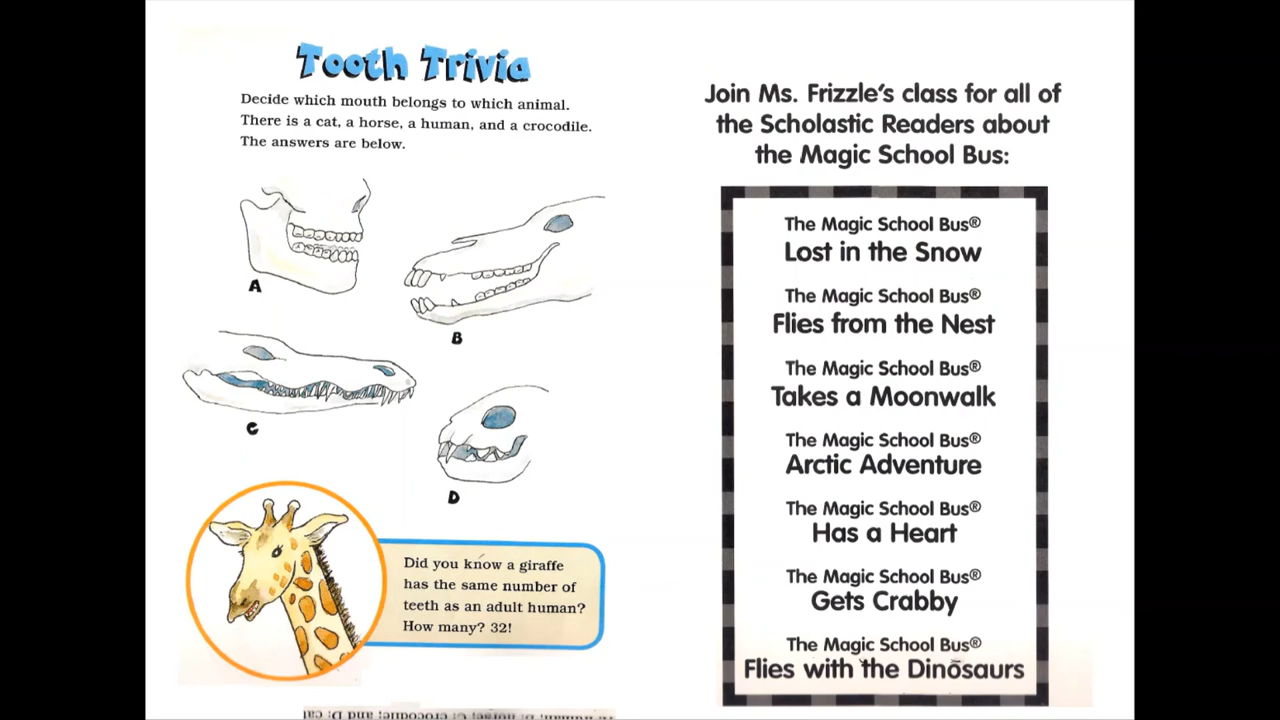 Tooth Trivia
Decide which mouth belongs to which animal.
There is a cat, a horse, a human, and a crocodile.
The answers are below.
A
B
C
D
Did you know a giraffe
has the same number of
teeth as an adult human?
How many? 32!
crocodile; and D: cat
Join Ms. Frizzle's class for all of
the Scholastic Readers about
the Magic School Bus:
The Magic School Bus®
Lost in the Snow
The Magic School Bus®
Flies from the Nest
The Magic School Bus®
Takes a Moonwalk
The Magic School Bus®
Arctic Adventure
The Magic School Bus®
Has a Heart
The Magic School Bus®
Gets Crabby
The Magic School Bus®
Flies with the Dinosaurs